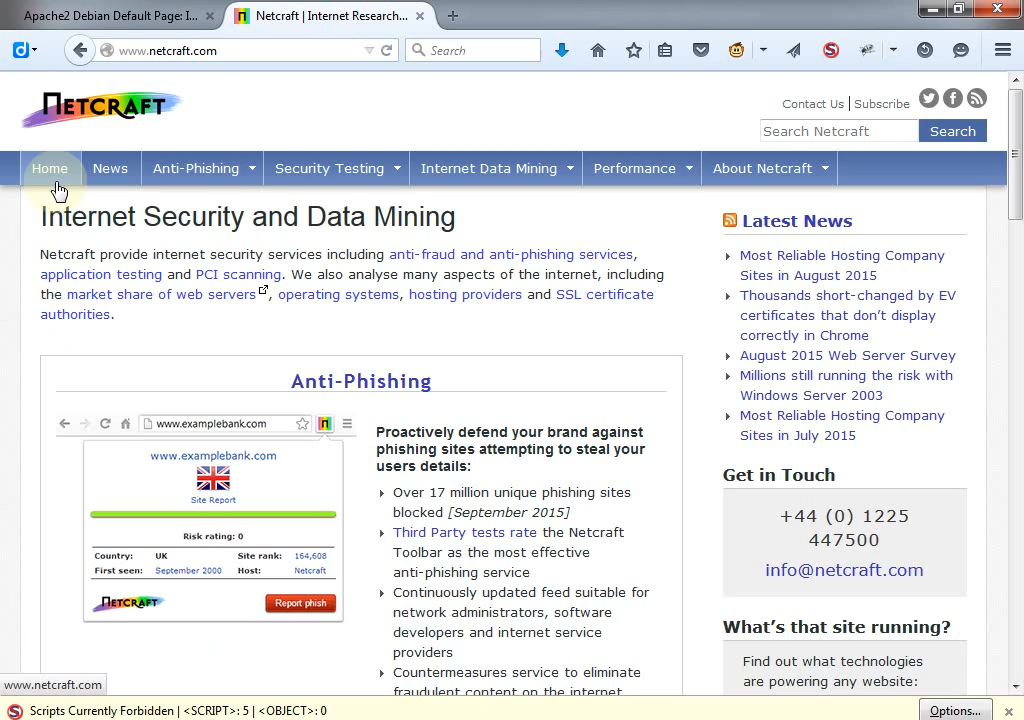 Apache2 Debian Default Page: I...
Netcraft | Internet Research...
www.netcraft.com
Search
NETCRAFT
Contact Us | Subscribe
Search Netcraft
Search
Home
News
Anti-Phishing
Security Testing
Internet Data Mining
Performance
About Netcraft
Internet Security and Data Mining
Netcraft provide internet security services including anti-fraud and anti-phishing services,
application testing and PCI scanning. We also analyse many aspects of the internet, including
the market share of web servers, operating systems, hosting providers and SSL certificate
authorities.
Anti-Phishing
www.examplebank.com
www.examplebank.com
Site Report
Risk rating: 0
Country: UK Site rank: 164,608
First seen: September 2000 Host: Netcraft
NETCRAFT
Report phish
Proactively defend your brand against
phishing sites attempting to steal your
users details:
Over 17 million unique phishing sites
blocked [September 2015]
Third Party tests rate the Netcraft
Toolbar as the most effective
anti-phishing service
Continuously updated feed suitable for
network administrators, software
developers and internet service
providers
Countermeasures service to eliminate
fraudulent content on the internet
Latest News
Most Reliable Hosting Company
Sites in August 2015
Thousands short-changed by EV
certificates that don't display
correctly in Chrome
August 2015 Web Server Survey
Millions still running the risk with
Windows Server 2003
Most Reliable Hosting Company
Sites in July 2015
Get in Touch
+44 (0) 1225
447500
info@netcraft.com
What's that site running?
Find out what technologies
are powering any website:
www.netcraft.com
Scripts Currently Forbidden | <SCRIPT>: 5 | <OBJECT>: 0
Options...